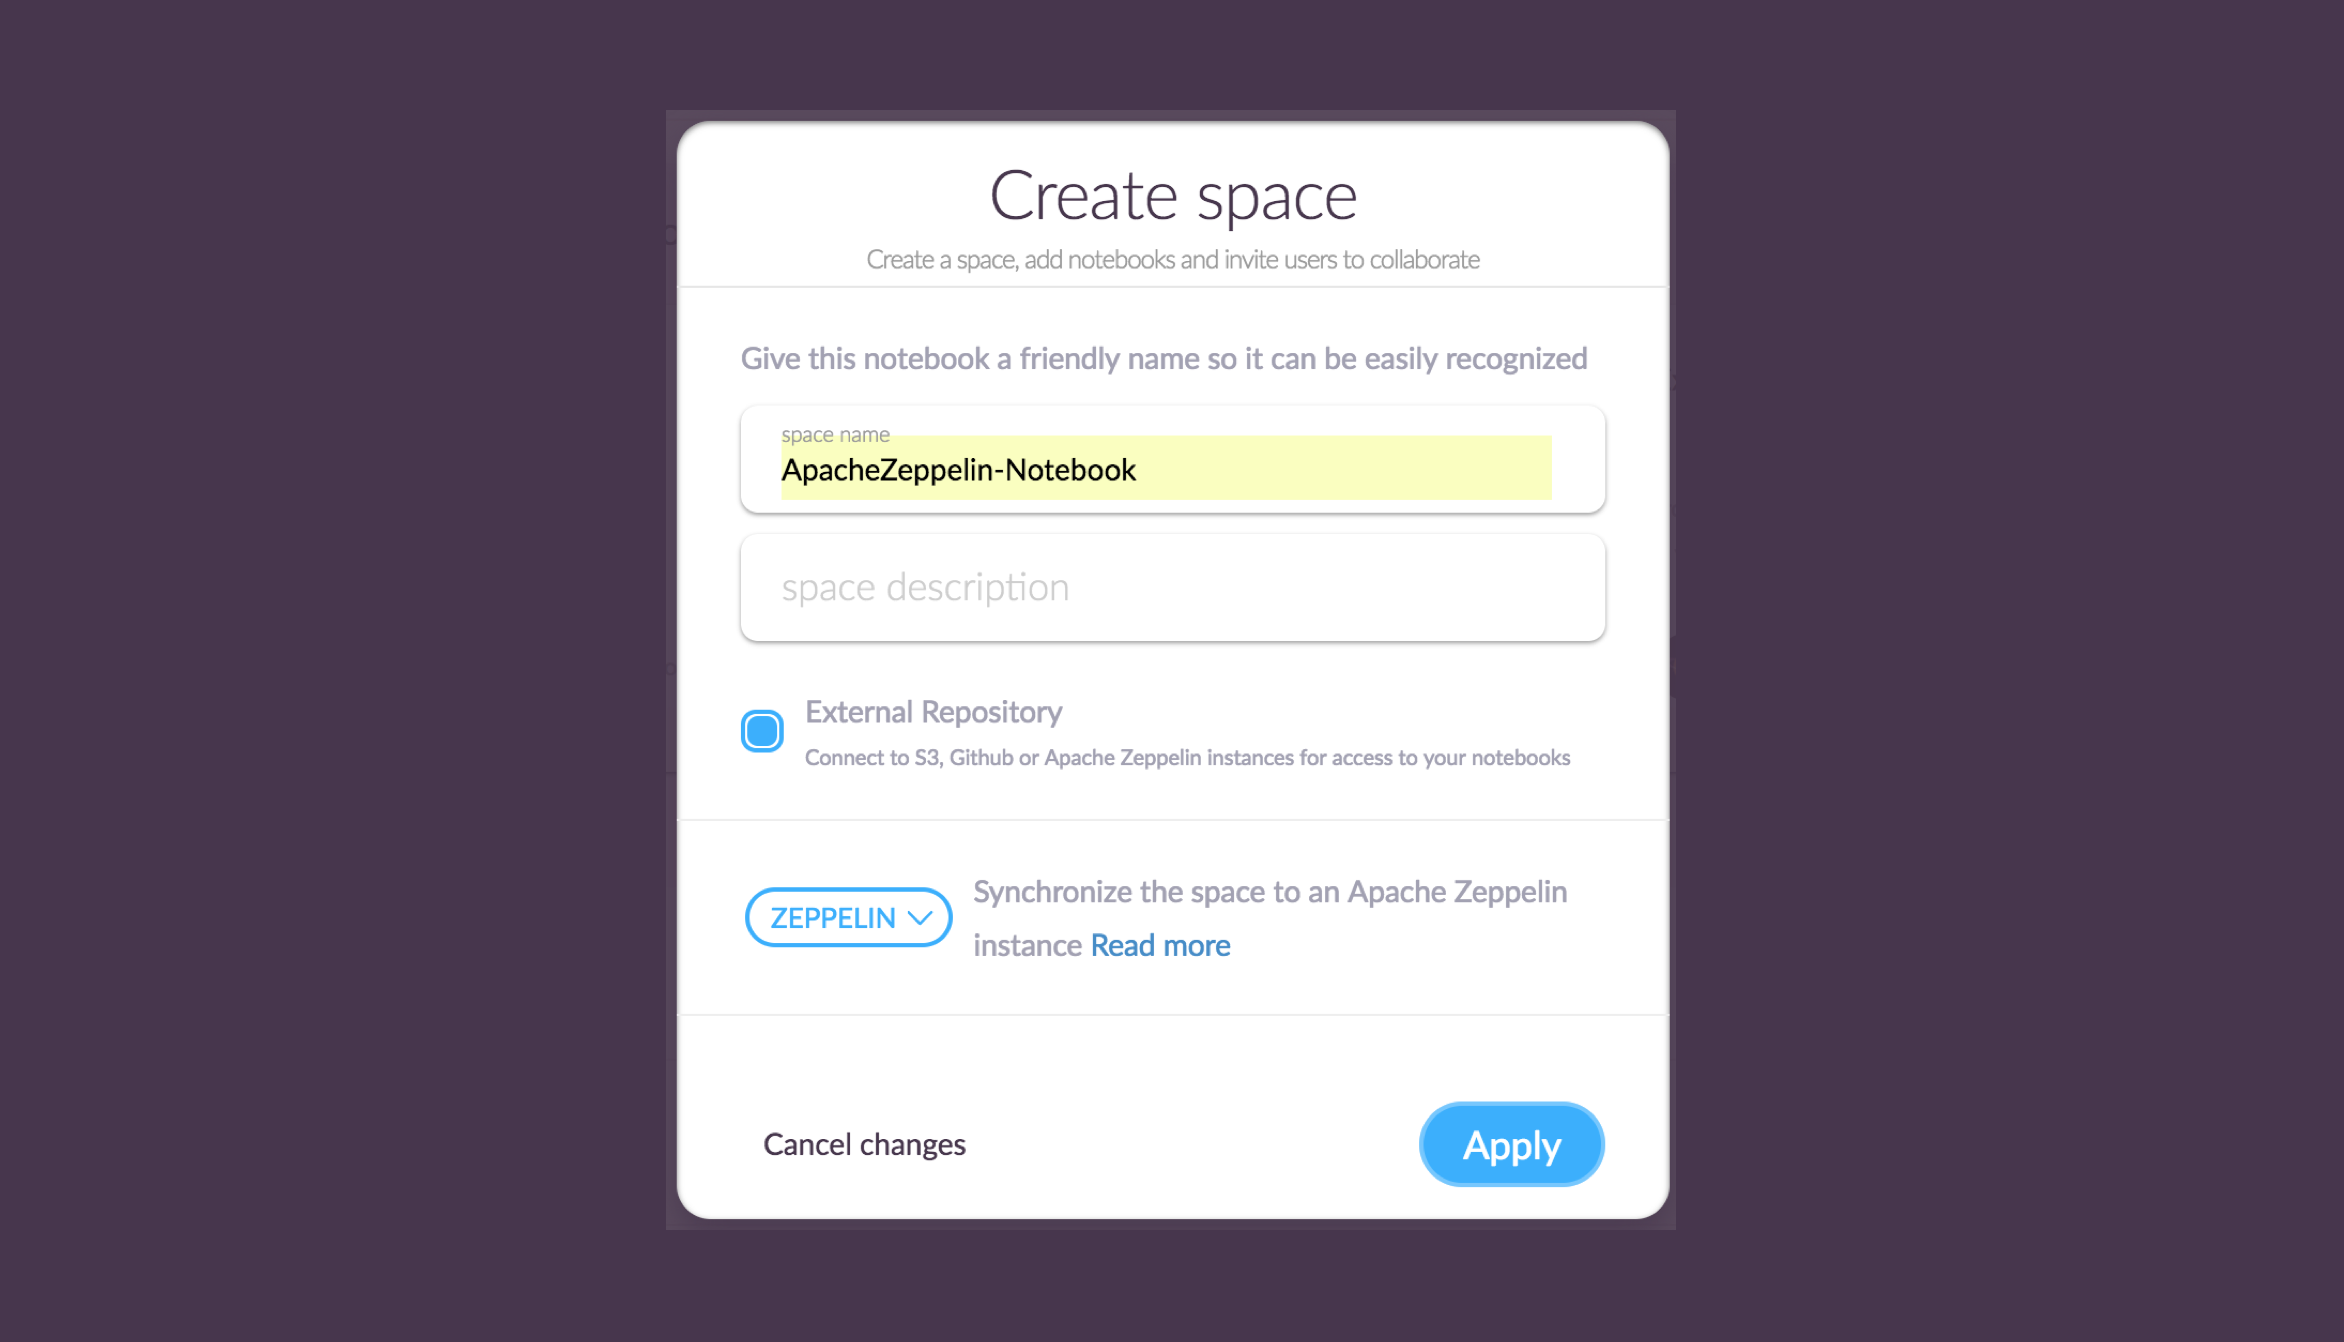 Create space
Create a space, add notebooks and invite users to collaborate
Give this notebook a friendly name so it can be easily recognized
space name
ApacheZeppelin-Notebook
space description
External Repository
Connect to S3, Github or Apache Zeppelin instances for access to your notebooks
ZEPPELIN
Synchronize the space to an Apache Zeppelin
instance Read more
Cancel changes
Apply